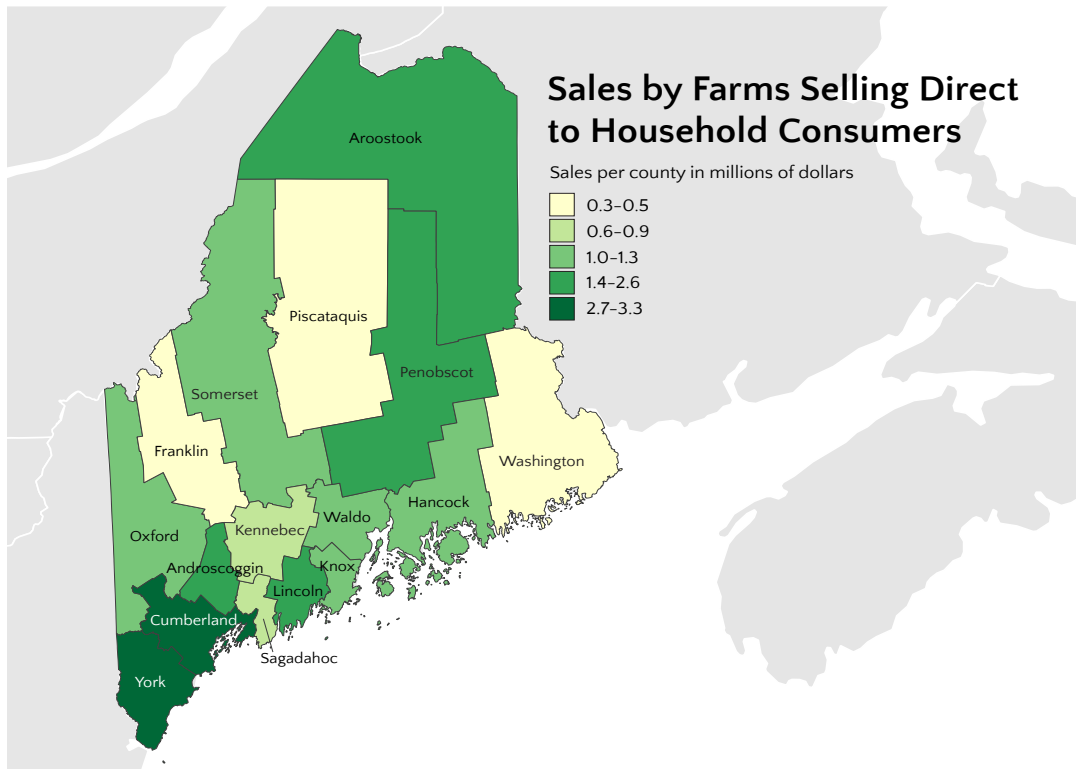 Sales by Farms Selling Direct
to Household Consumers
Sales per county in millions of dollars
0.3–0.5
0.6–0.9
1.0–1.3
1.4–2.6
2.7–3.3
Aroostook
Piscataquis
Penobscot
Somerset
Franklin
Washington
Hancock
Waldo
Kennebec
Oxford
Androscoggin
Knox
Lincoln
Cumberland
Sagadahoc
York